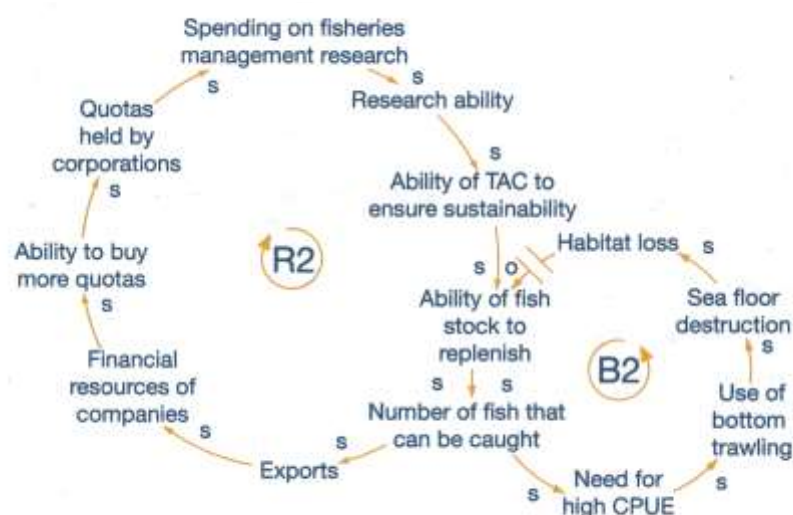 Spending on fisheries
management research
s
s
Research ability
Quotas
held by
corporations
s
s
Ability of TAC to
ensure sustainability
Habitat loss
s
R2
Ability to buy
more quotas
s
o
s
Ability of fish
stock to
replenish
Sea floor
destruction
s
B2
Financial
resources of
companies
s
s
Use of
bottom
trawling
Number of fish that
can be caught
s
s
Exports
s
Need for
high CPUE
s